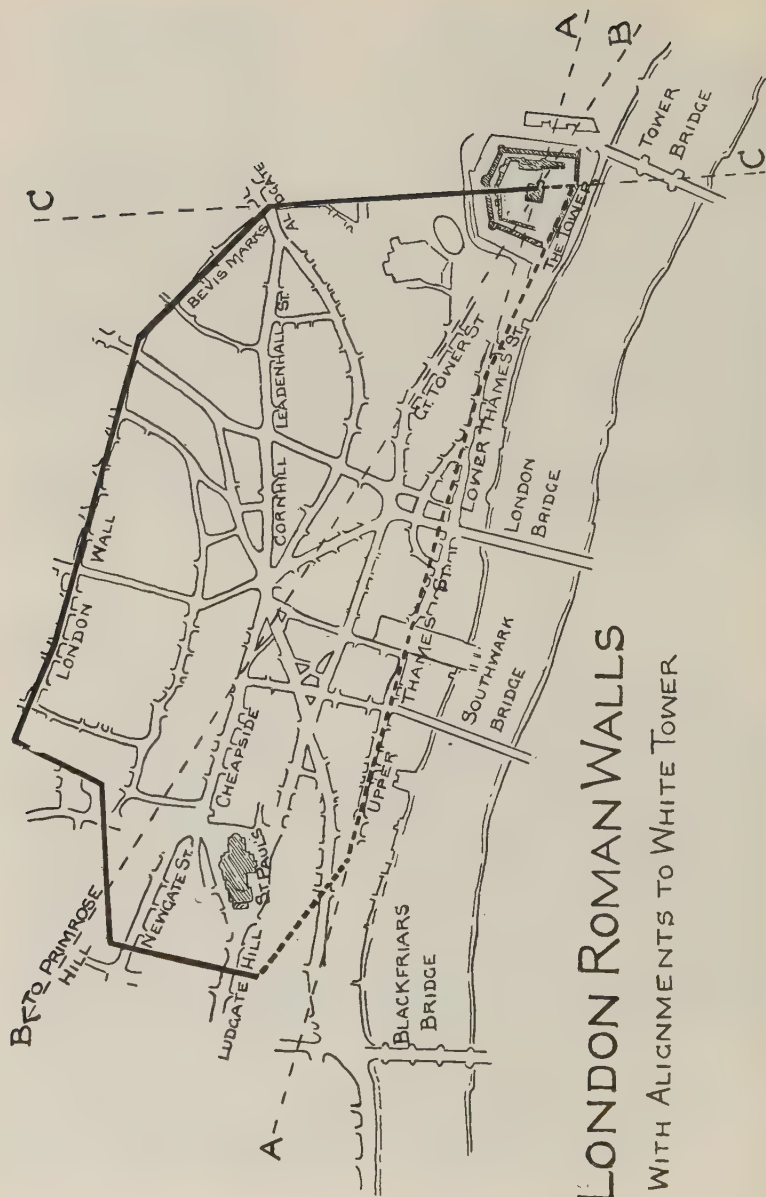 C
BEVIS MARKS
ALDGATE
LEADENHALL ST.
CORNHILL
LONDON WALL
B TO PRIMROSE
HILL
NEWGATE ST.
CHEAPSIDE
ST. PAUL'S
LUDGATE HILL
A
GT. TOWER ST
THE TOWER
A
B
LOWER THAMES ST.
UPPER THAMES ST.
BLACKFRIARS
BRIDGE
SOUTHWARK
BRIDGE
LONDON
BRIDGE
TOWER
BRIDGE
C
LONDON ROMAN WALLS
WITH ALIGNMENTS TO WHITE TOWER